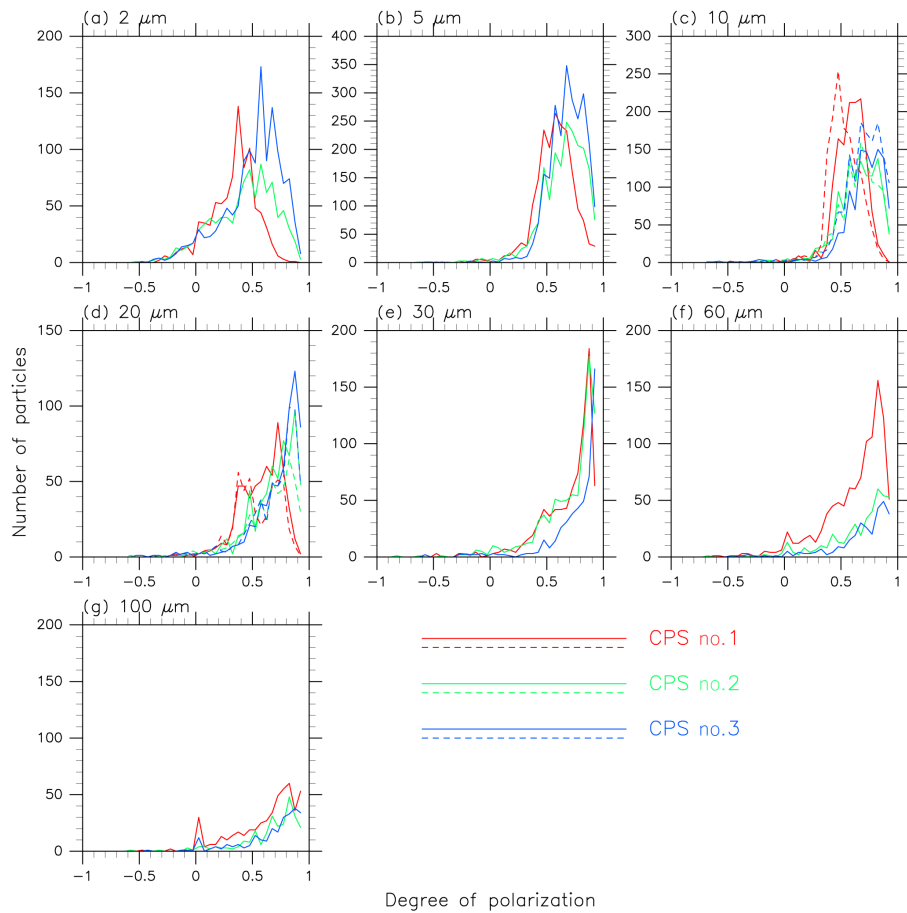 (a) 2 μm
(b) 5 μm
(c) 10 μm
200
150
100
50
0
400
350
300
250
200
150
100
50
0
300
250
200
150
100
50
0
−1 −0.5 0 0.5 1
−1 −0.5 0 0.5 1
−1 −0.5 0 0.5 1
(d) 20 μm
(e) 30 μm
(f) 60 μm
150
100
50
0
200
150
100
50
0
200
150
100
50
0
−1 −0.5 0 0.5 1
−1 −0.5 0 0.5 1
−1 −0.5 0 0.5 1
Number of particles
(g) 100 μm
200
150
100
50
0
−1 −0.5 0 0.5 1
CPS no.1
CPS no.2
CPS no.3
Degree of polarization